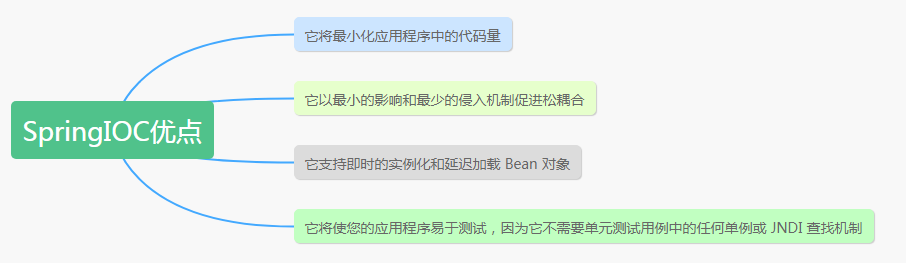 SpringIOC优点
它将最小化应用程序中的代码量
它以最小的影响和最少的侵入机制促进松耦合
它支持即时的实例化和延迟加载 Bean 对象
它将使您的应用程序易于测试，因为它不需要单元测试用例中的任何单例或 JNDI 查找机制